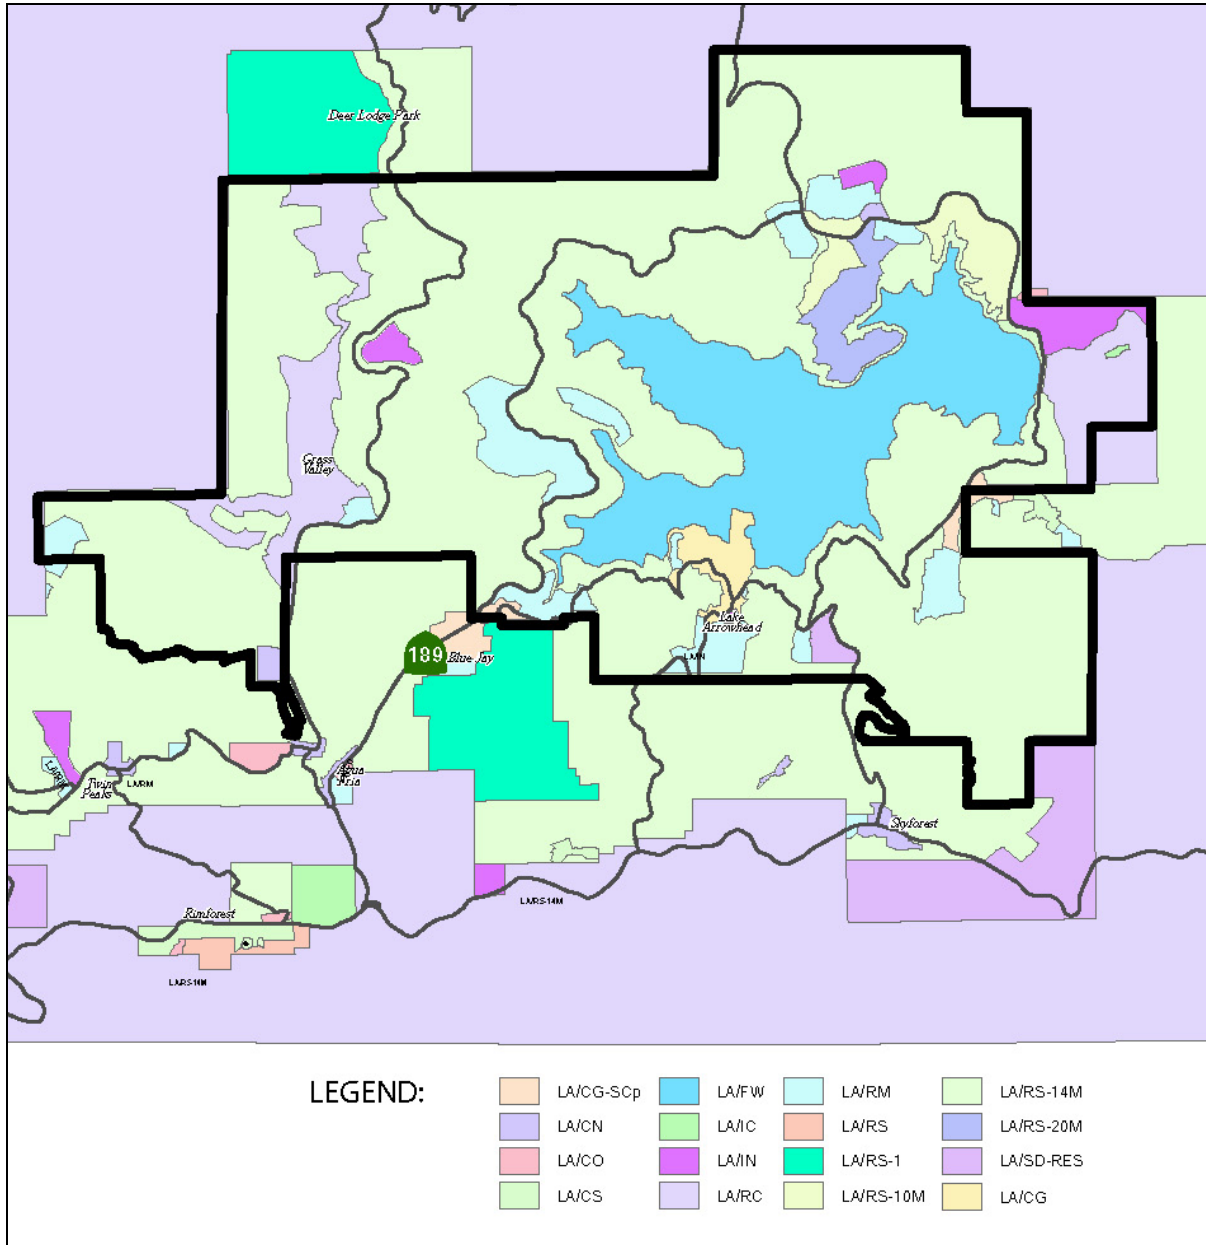 Deer Lodge Park
Grass
Valley
Lake
Arrowhead
LA/IN
189
Blue Jay
LA/RM
Twin
Peaks
LA/RM
Agua
Fria
Skyforest
LA/RS-14M
Rimforest
LA/RS-14M
LEGEND:
LA/CG-SCp
LA/FW
LA/RM
LA/RS-14M
LA/CN
LA/IC
LA/RS
LA/RS-20M
LA/CO
LA/IN
LA/RS-1
LA/SD-RES
LA/CS
LA/RC
LA/RS-10M
LA/CG